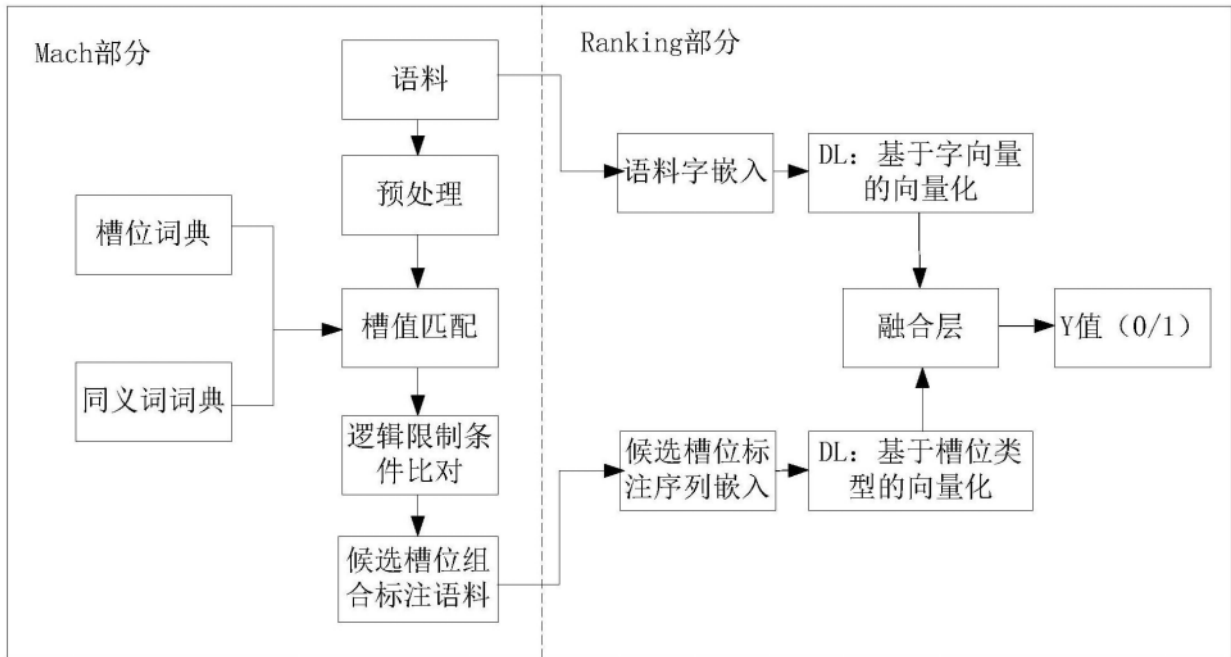 Mach部分
语料
预处理
槽位词典
槽值匹配
同义词词典
逻辑限制条
件比对
候选槽位组
合标注语料
Ranking部分
语料字嵌入
DL：基于字向量
的向量化
融合层
Y值（0/1）
候选槽位标
注序列嵌入
DL：基于槽位类
型的向量化